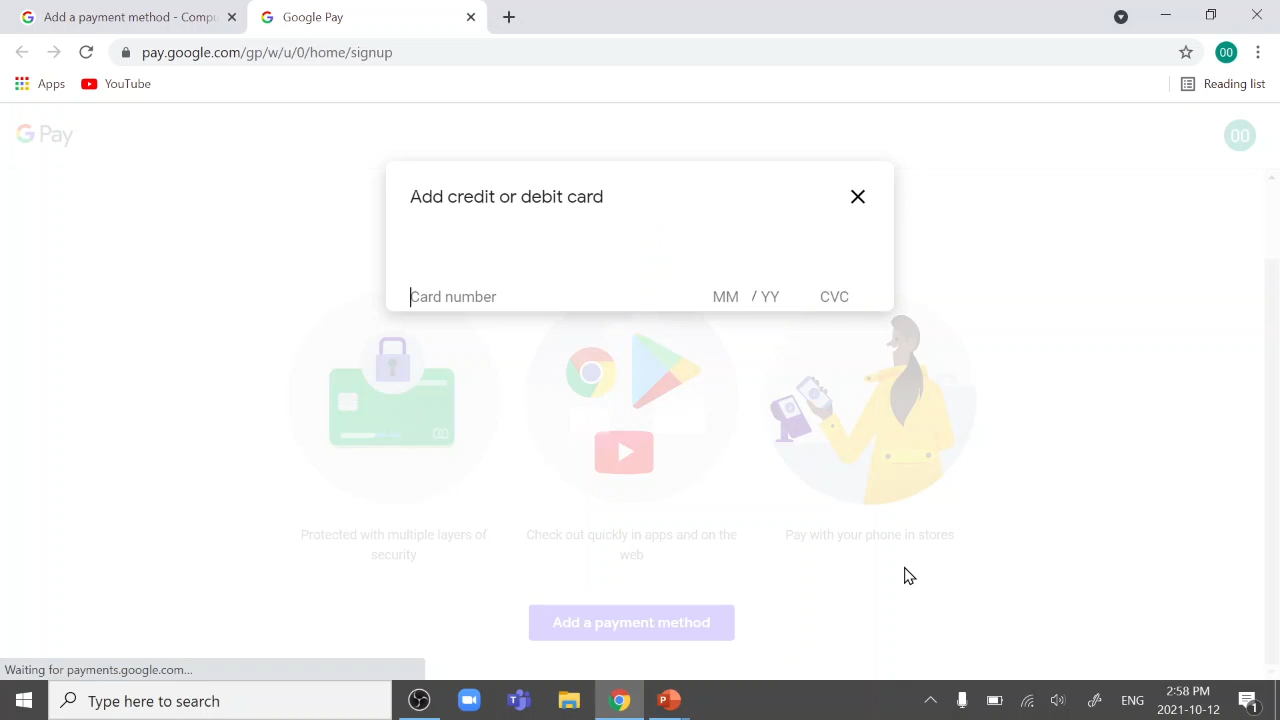 Add a payment method - Compu
Google Pay
pay.google.com/gp/w/u/0/home/signup
00
Apps
YouTube
Reading list
G Pay
00
Add credit or debit card
Card number
MM / YY
CVC
Protected with multiple layers of
security
Check out quickly in apps and on the
web
Pay with your phone in stores
Add a payment method
Waiting for payments.google.com...
Type here to search
ENG
2:58 PM
2021-10-12
1